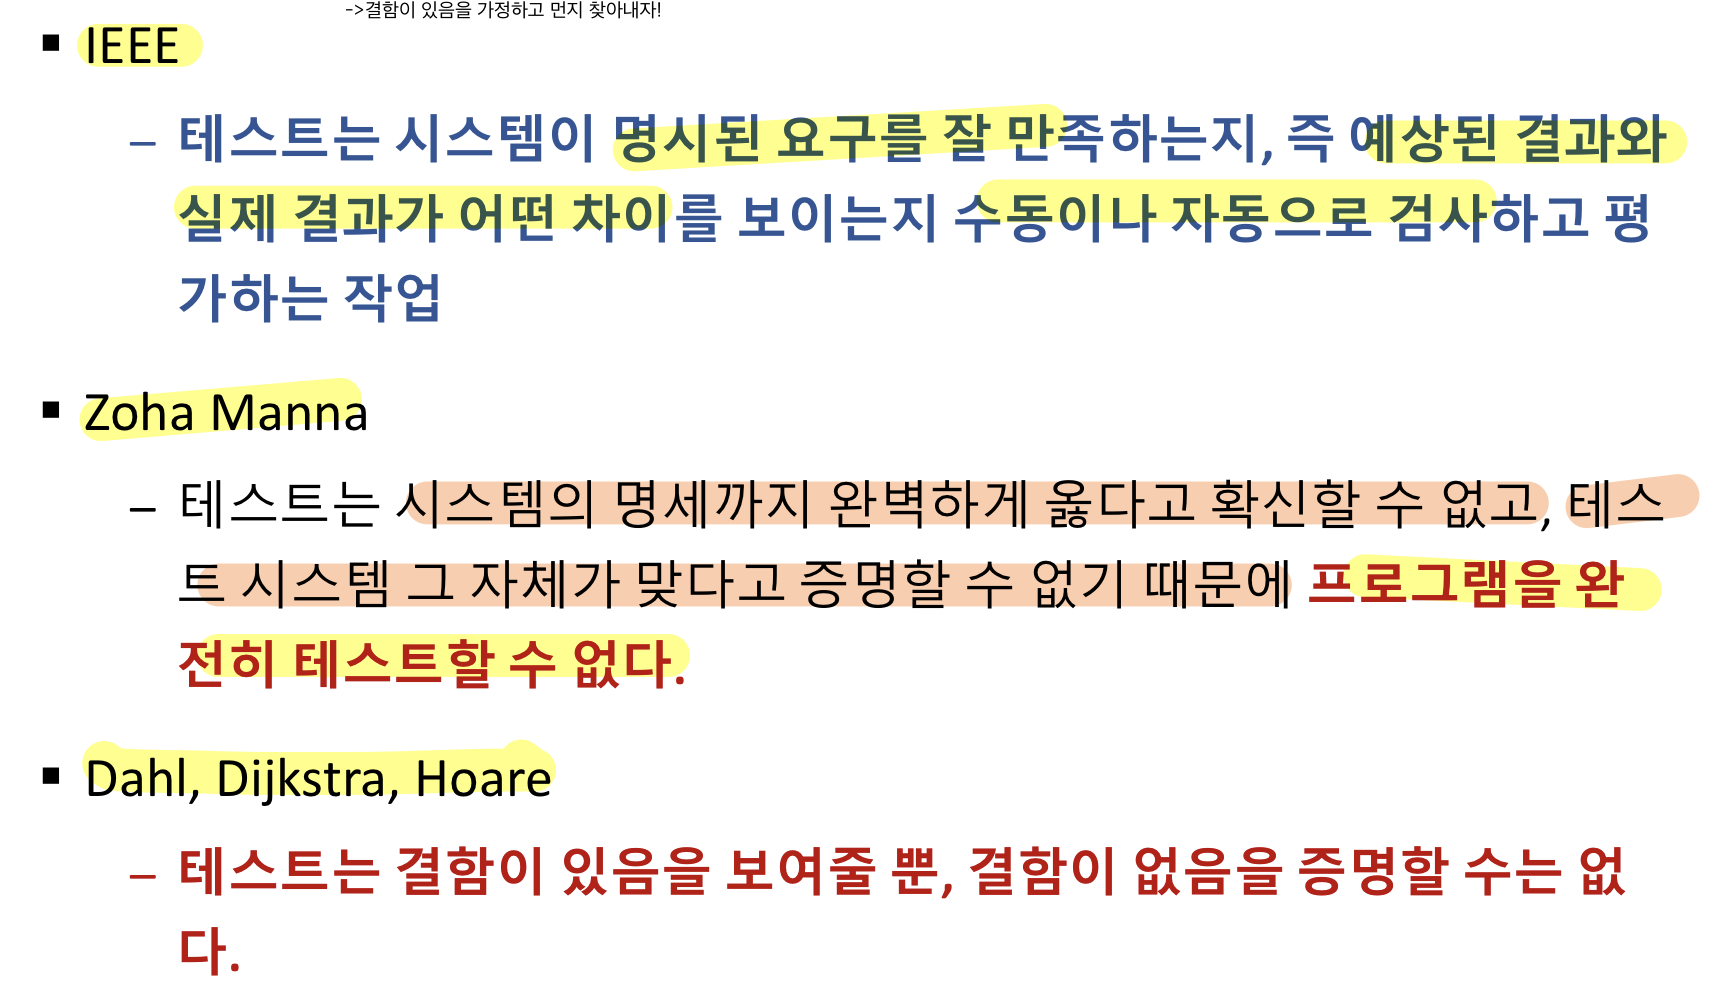 ->결함이 있음을 가정하고 먼지 찾아내자!
▪ IEEE
– 테스트는 시스템이 명시된 요구를 잘 만족하는지, 즉 예상된 결과와
실제 결과가 어떤 차이를 보이는지 수동이나 자동으로 검사하고 평
가하는 작업
▪ Zoha Manna
– 테스트는 시스템의 명세까지 완벽하게 옳다고 확신할 수 없고, 테스
트 시스템 그 자체가 맞다고 증명할 수 없기 때문에 프로그램을 완
전히 테스트할 수 없다.
▪ Dahl, Dijkstra, Hoare
– 테스트는 결함이 있음을 보여줄 뿐, 결함이 없음을 증명할 수는 없
다.